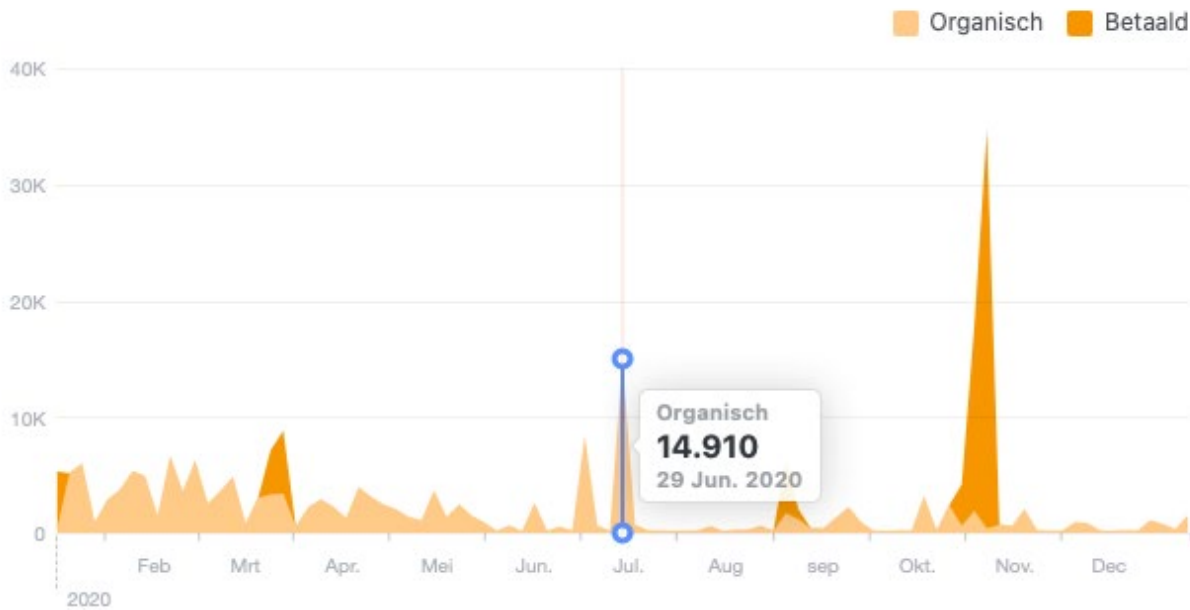 Organisch Betaald
40K
30K
20K
10K
0
Organisch
14.910
29 Jun. 2020
Feb Mrt Apr. Mei Jun. Jul. Aug sep Okt. Nov. Dec
2020